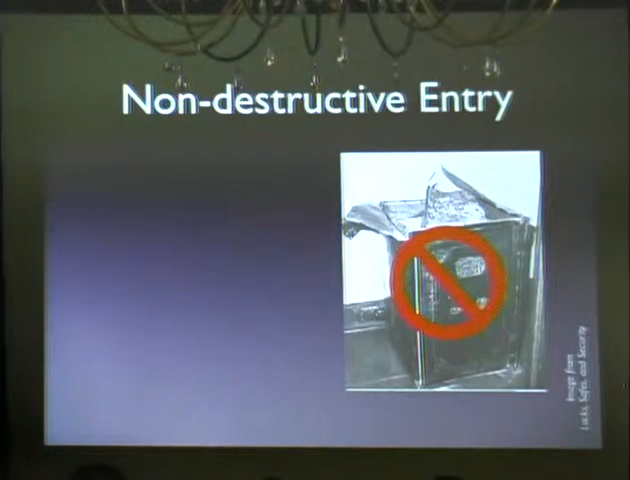 Non-destructive Entry
Image from
Locks, Safes, and Security